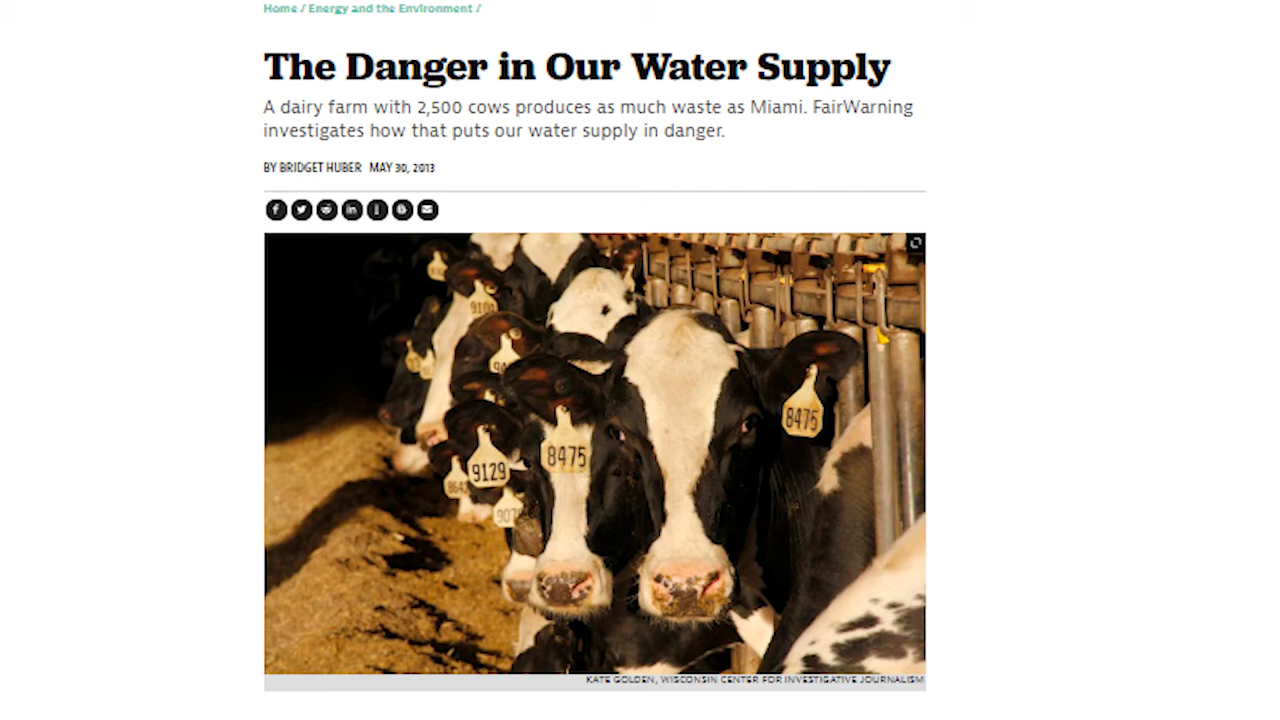 Home / Energy and the Environment /
The Danger in Our Water Supply
A dairy farm with 2,500 cows produces as much waste as Miami. FairWarning
investigates how that puts our water supply in danger.
BY BRIDGET HUBER MAY 30, 2013
9129
8475
8475
KATE GOLDEN, WISCONSIN CENTER FOR INVESTIGATIVE JOURNALISM